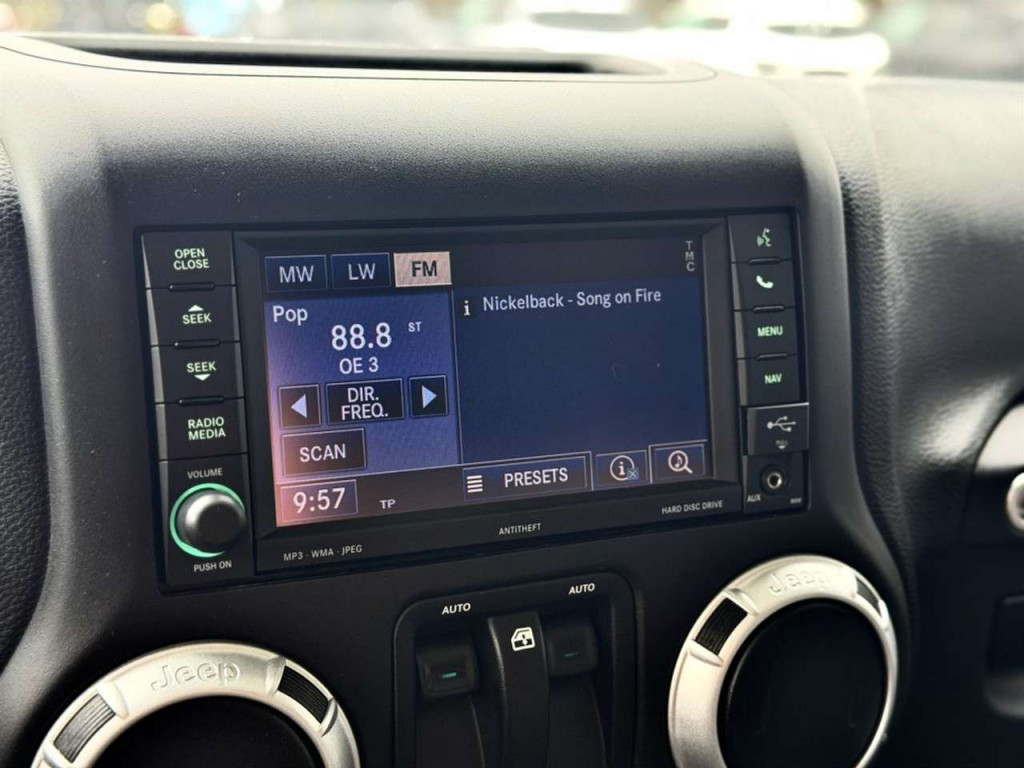 OPEN
CLOSE
SEEK
SEEK
RADIO
MEDIA
VOLUME
PUSH ON
MW LW FM
TMC
Pop
88.8 ST
OE 3
DIR.
FREQ.
SCAN
9:57 TP
i Nickelback - Song on Fire
PRESETS
i
MP3 · WMA · JPEG
ANTITHEFT
HARD DISC DRIVE
MENU
NAV
PULL
AUX
AUTO
AUTO
Jeep
Jeep